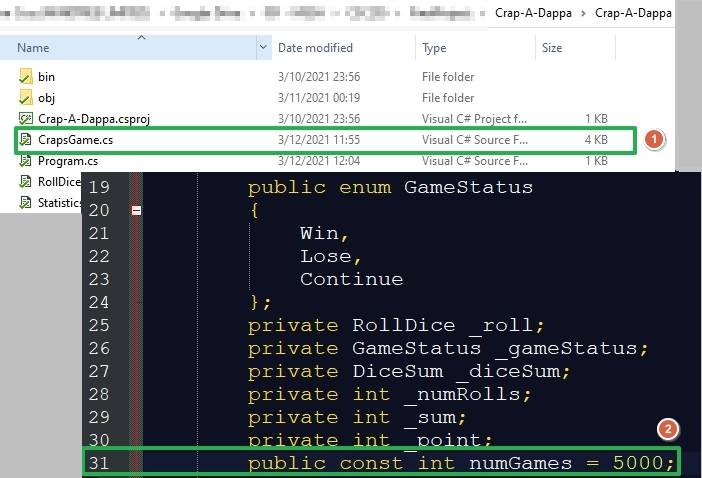 Crap-A-Dappa > Crap-A-Dappa
Name Date modified Type Size
bin 3/10/2021 23:56 File folder
obj 3/11/2021 00:19 File folder
Crap-A-Dappa.csproj 3/10/2021 23:56 Visual C# Project f... 1 KB
CrapsGame.cs 3/12/2021 11:55 Visual C# Source F... 4 KB
1
Program.cs 3/12/2021 12:04 Visual C# Source F... 1 KB
RollDice
Statistics
19 public enum GameStatus
20 {
21 Win,
22 Lose,
23 Continue
24 };
25 private RollDice _roll;
26 private GameStatus _gameStatus;
27 private DiceSum _diceSum;
28 private int _numRolls;
29 private int _sum;
30 private int _point;
2
31 public const int numGames = 5000;